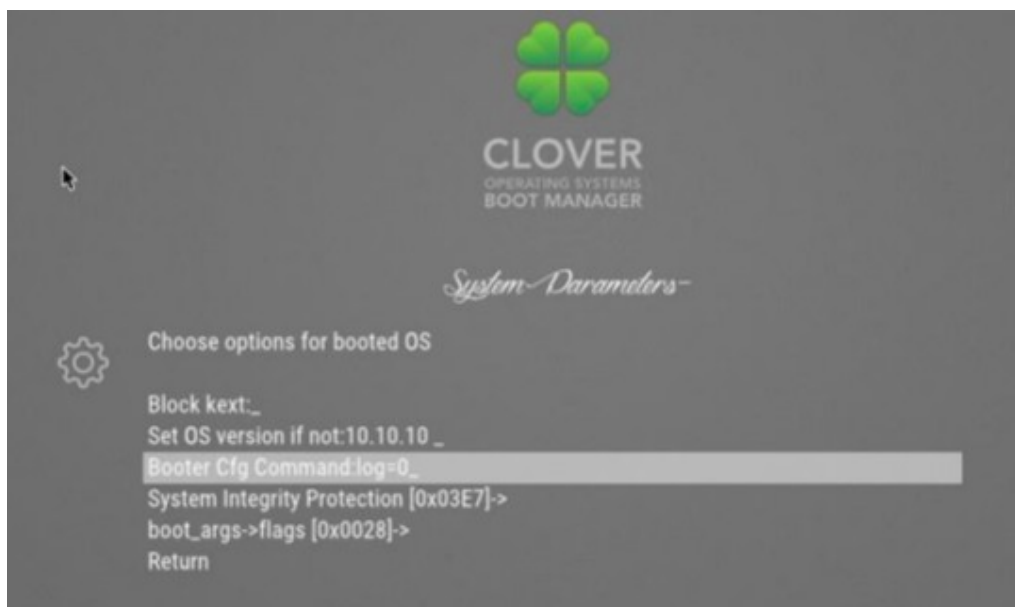 CLOVER
OPERATING SYSTEMS
BOOT MANAGER
System Parameters
Choose options for booted OS
Block kext:_
Set OS version if not:10.10.10 _
Booter Cfg Command:log=0_
System Integrity Protection [0x03E7]->
boot_args->flags [0x0028]->
Return